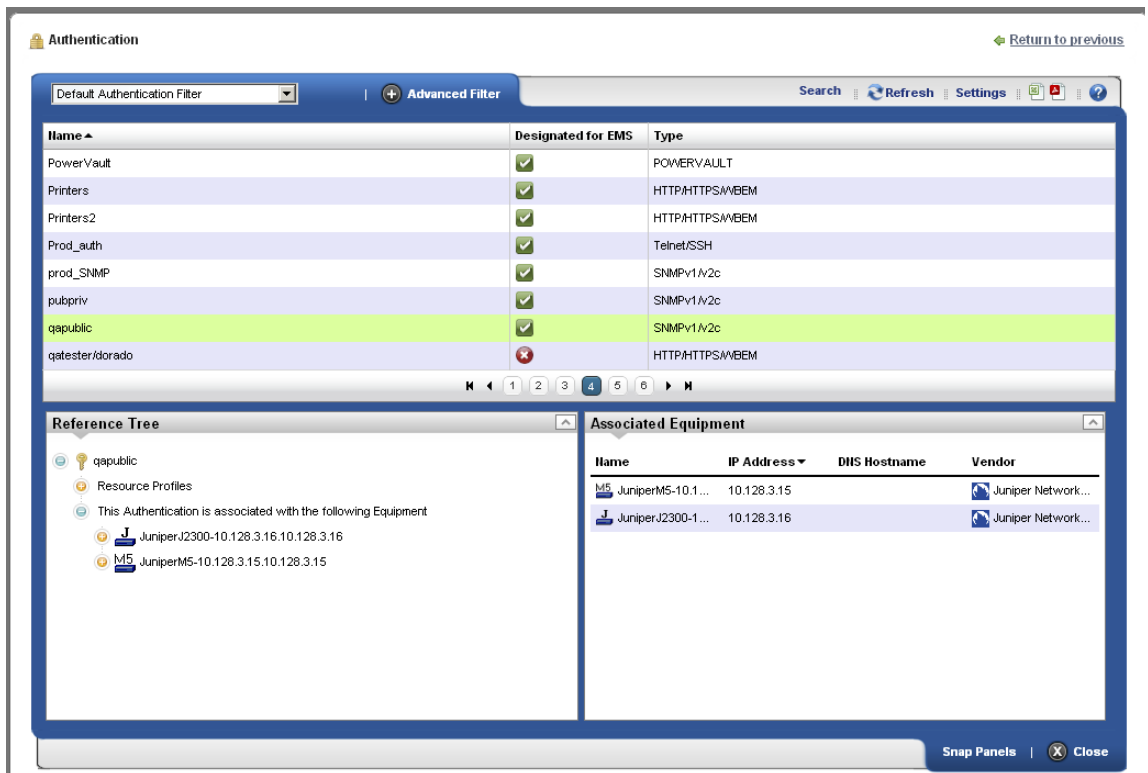 Authentication
Return to previous
Default Authentication Filter | Advanced Filter Search Refresh Settings
Name Designated for EMS Type
PowerVault POWERVAULT
Printers HTTP/HTTPS/WBEM
Printers2 HTTP/HTTPS/WBEM
Prod_auth Telnet/SSH
prod_SNMP SNMPv1/v2c
pubpriv SNMPv1/v2c
qapublic SNMPv1/v2c
qatester/dorado HTTP/HTTPS/WBEM
1 2 3 4 5 6
Reference Tree
qapublic
Resource Profiles
This Authentication is associated with the following Equipment
J JuniperJ2300-10.128.3.16.10.128.3.16
M5 JuniperM5-10.128.3.15.10.128.3.15
Associated Equipment
Name IP Address DNS Hostname Vendor
M5 JuniperM5-10.1... 10.128.3.15 Juniper Network...
J JuniperJ2300-1... 10.128.3.16 Juniper Network...
Snap Panels | X Close